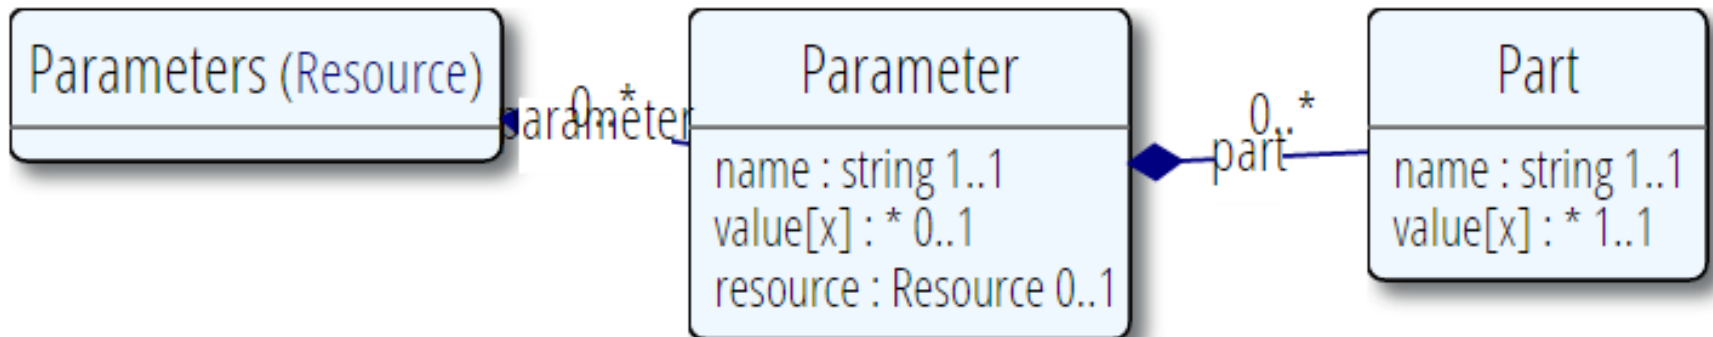 Parameters (Resource)
0..*
parameter
Parameter
name : string 1..1
value[x] : * 0..1
resource : Resource 0..1
0..*
part
Part
name : string 1..1
value[x] : * 1..1